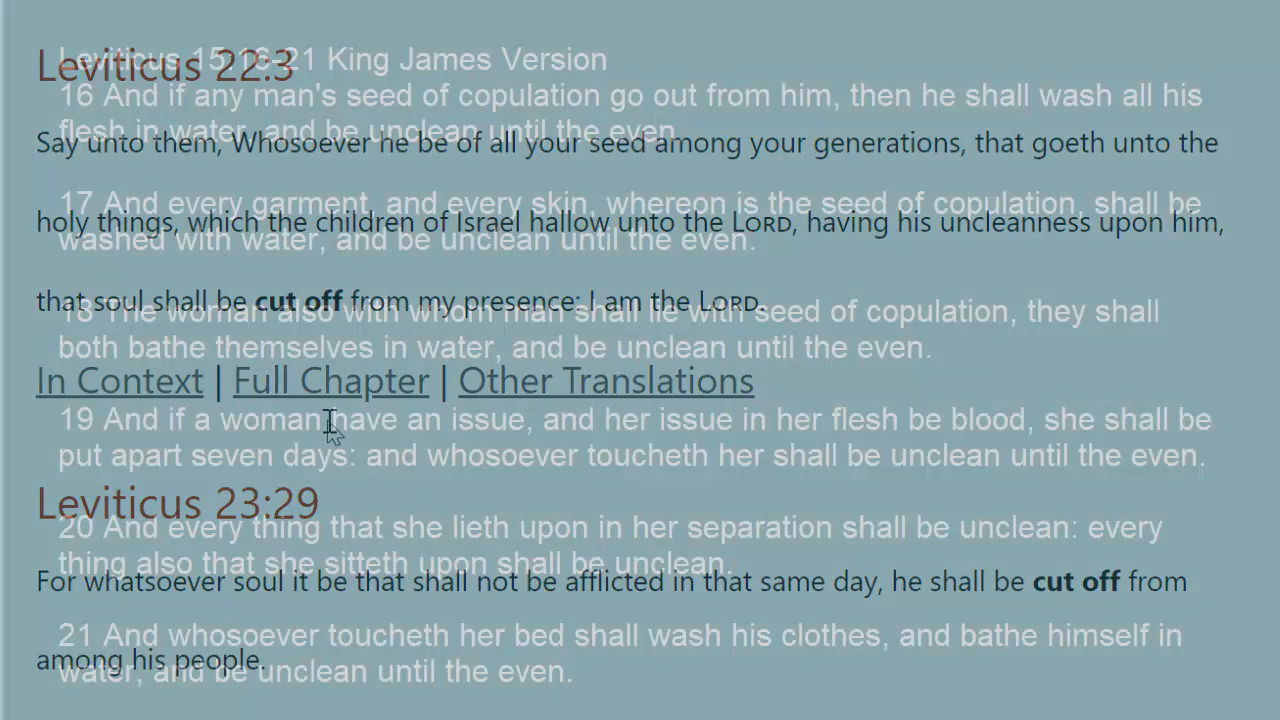 Leviticus 22:3
Say unto them, Whosoever he be of all your seed among your generations, that goeth unto the
holy things, which the children of Israel hallow unto the LORD, having his uncleanness upon him,
that soul shall be cut off from my presence: I am the LORD.
In Context | Full Chapter | Other Translations
Leviticus 23:29
For whatsoever soul it be that shall not be afflicted in that same day, he shall be cut off from
among his people.
Leviticus 15:16-21 King James Version
16 And if any man's seed of copulation go out from him, then he shall wash all his
flesh in water, and be unclean until the even.
17 And every garment, and every skin, whereon is the seed of copulation, shall be
washed with water, and be unclean until the even.
18 The woman also with whom man shall lie with seed of copulation, they shall
both bathe themselves in water, and be unclean until the even.
19 And if a woman have an issue, and her issue in her flesh be blood, she shall be
put apart seven days: and whosoever toucheth her shall be unclean until the even.
20 And every thing that she lieth upon in her separation shall be unclean: every
thing also that she sitteth upon shall be unclean.
21 And whosoever toucheth her bed shall wash his clothes, and bathe himself in
water, and be unclean until the even.